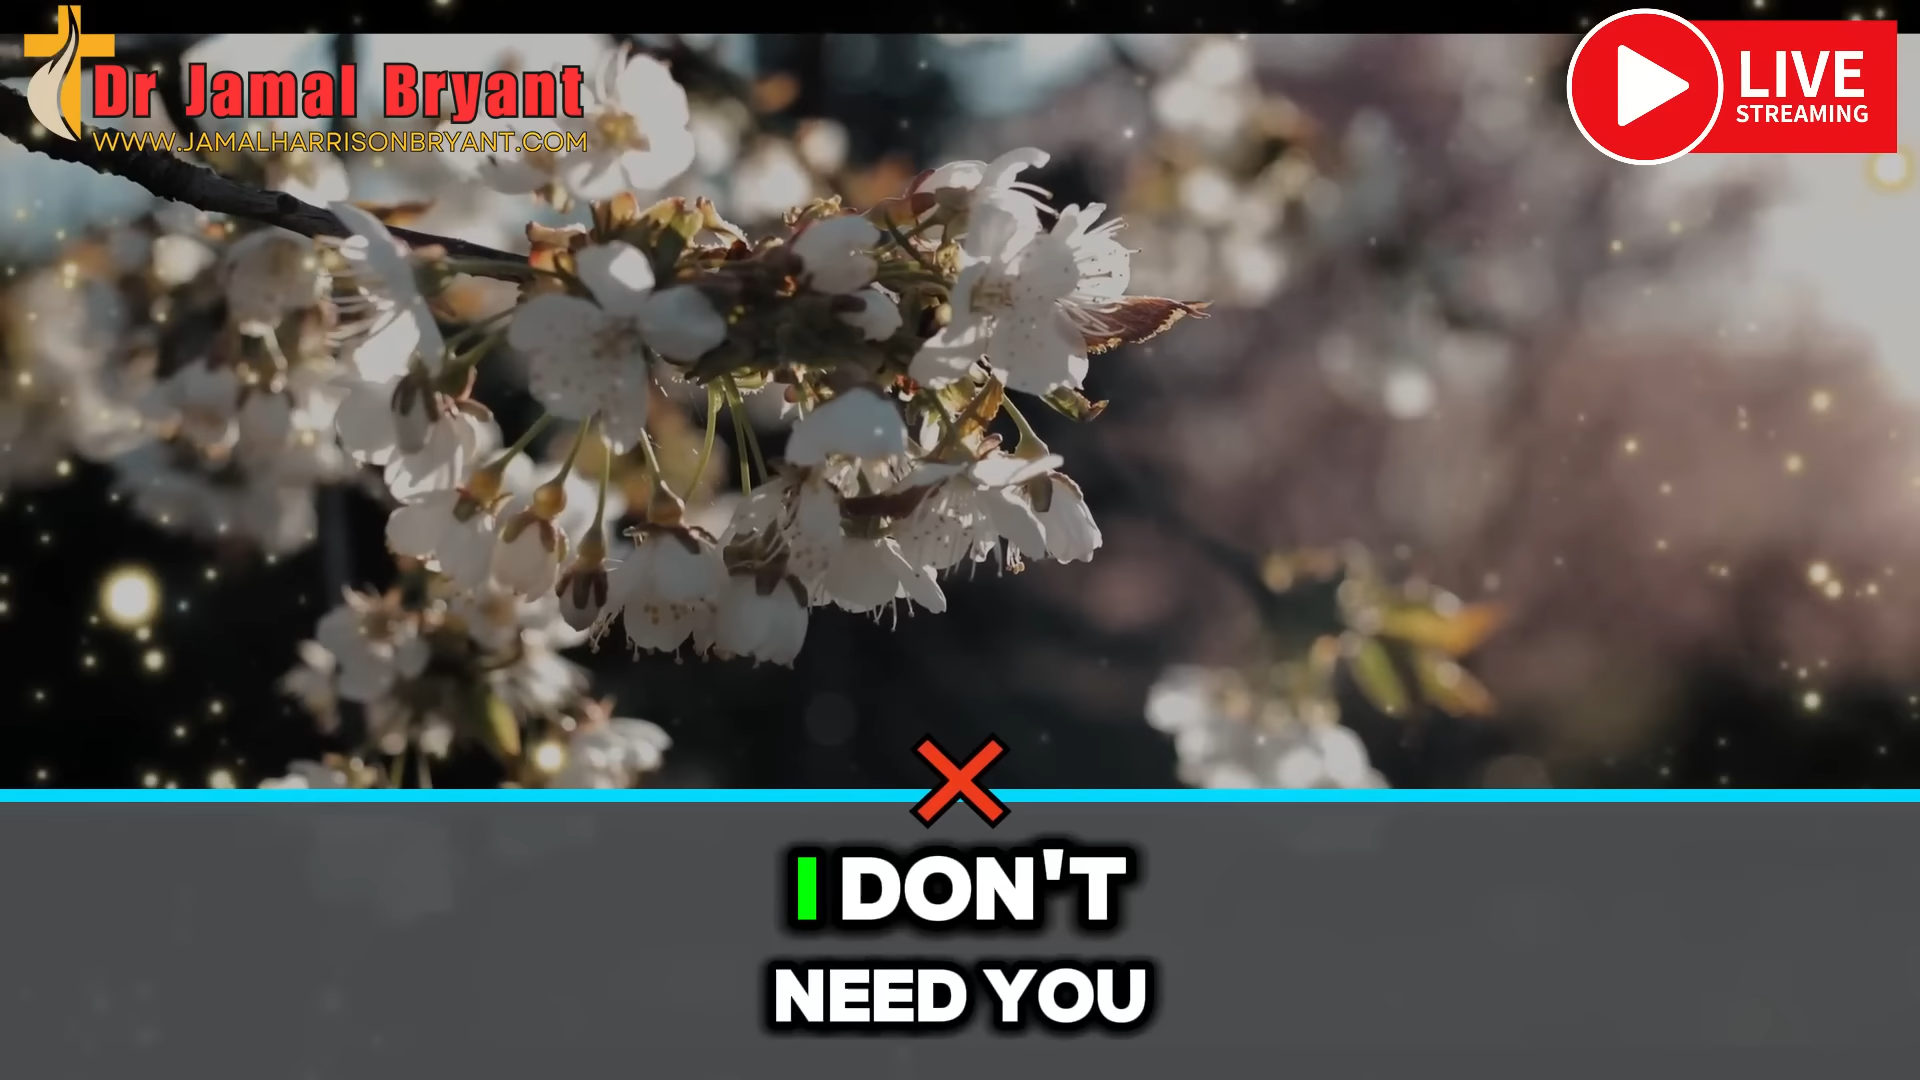 Dr Jamal Bryant
WWW.JAMALHARRISONBRYANT.COM
LIVE
STREAMING
I DON'T
NEED YOU